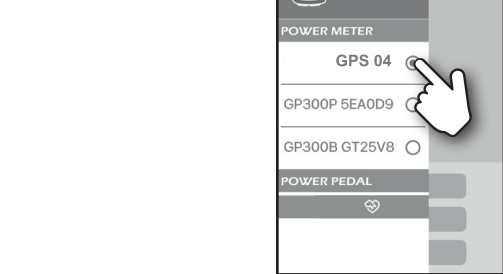 POWER METER
GPS 04
GP300P 5EA0D9
GP300B GT25V8
POWER PEDAL